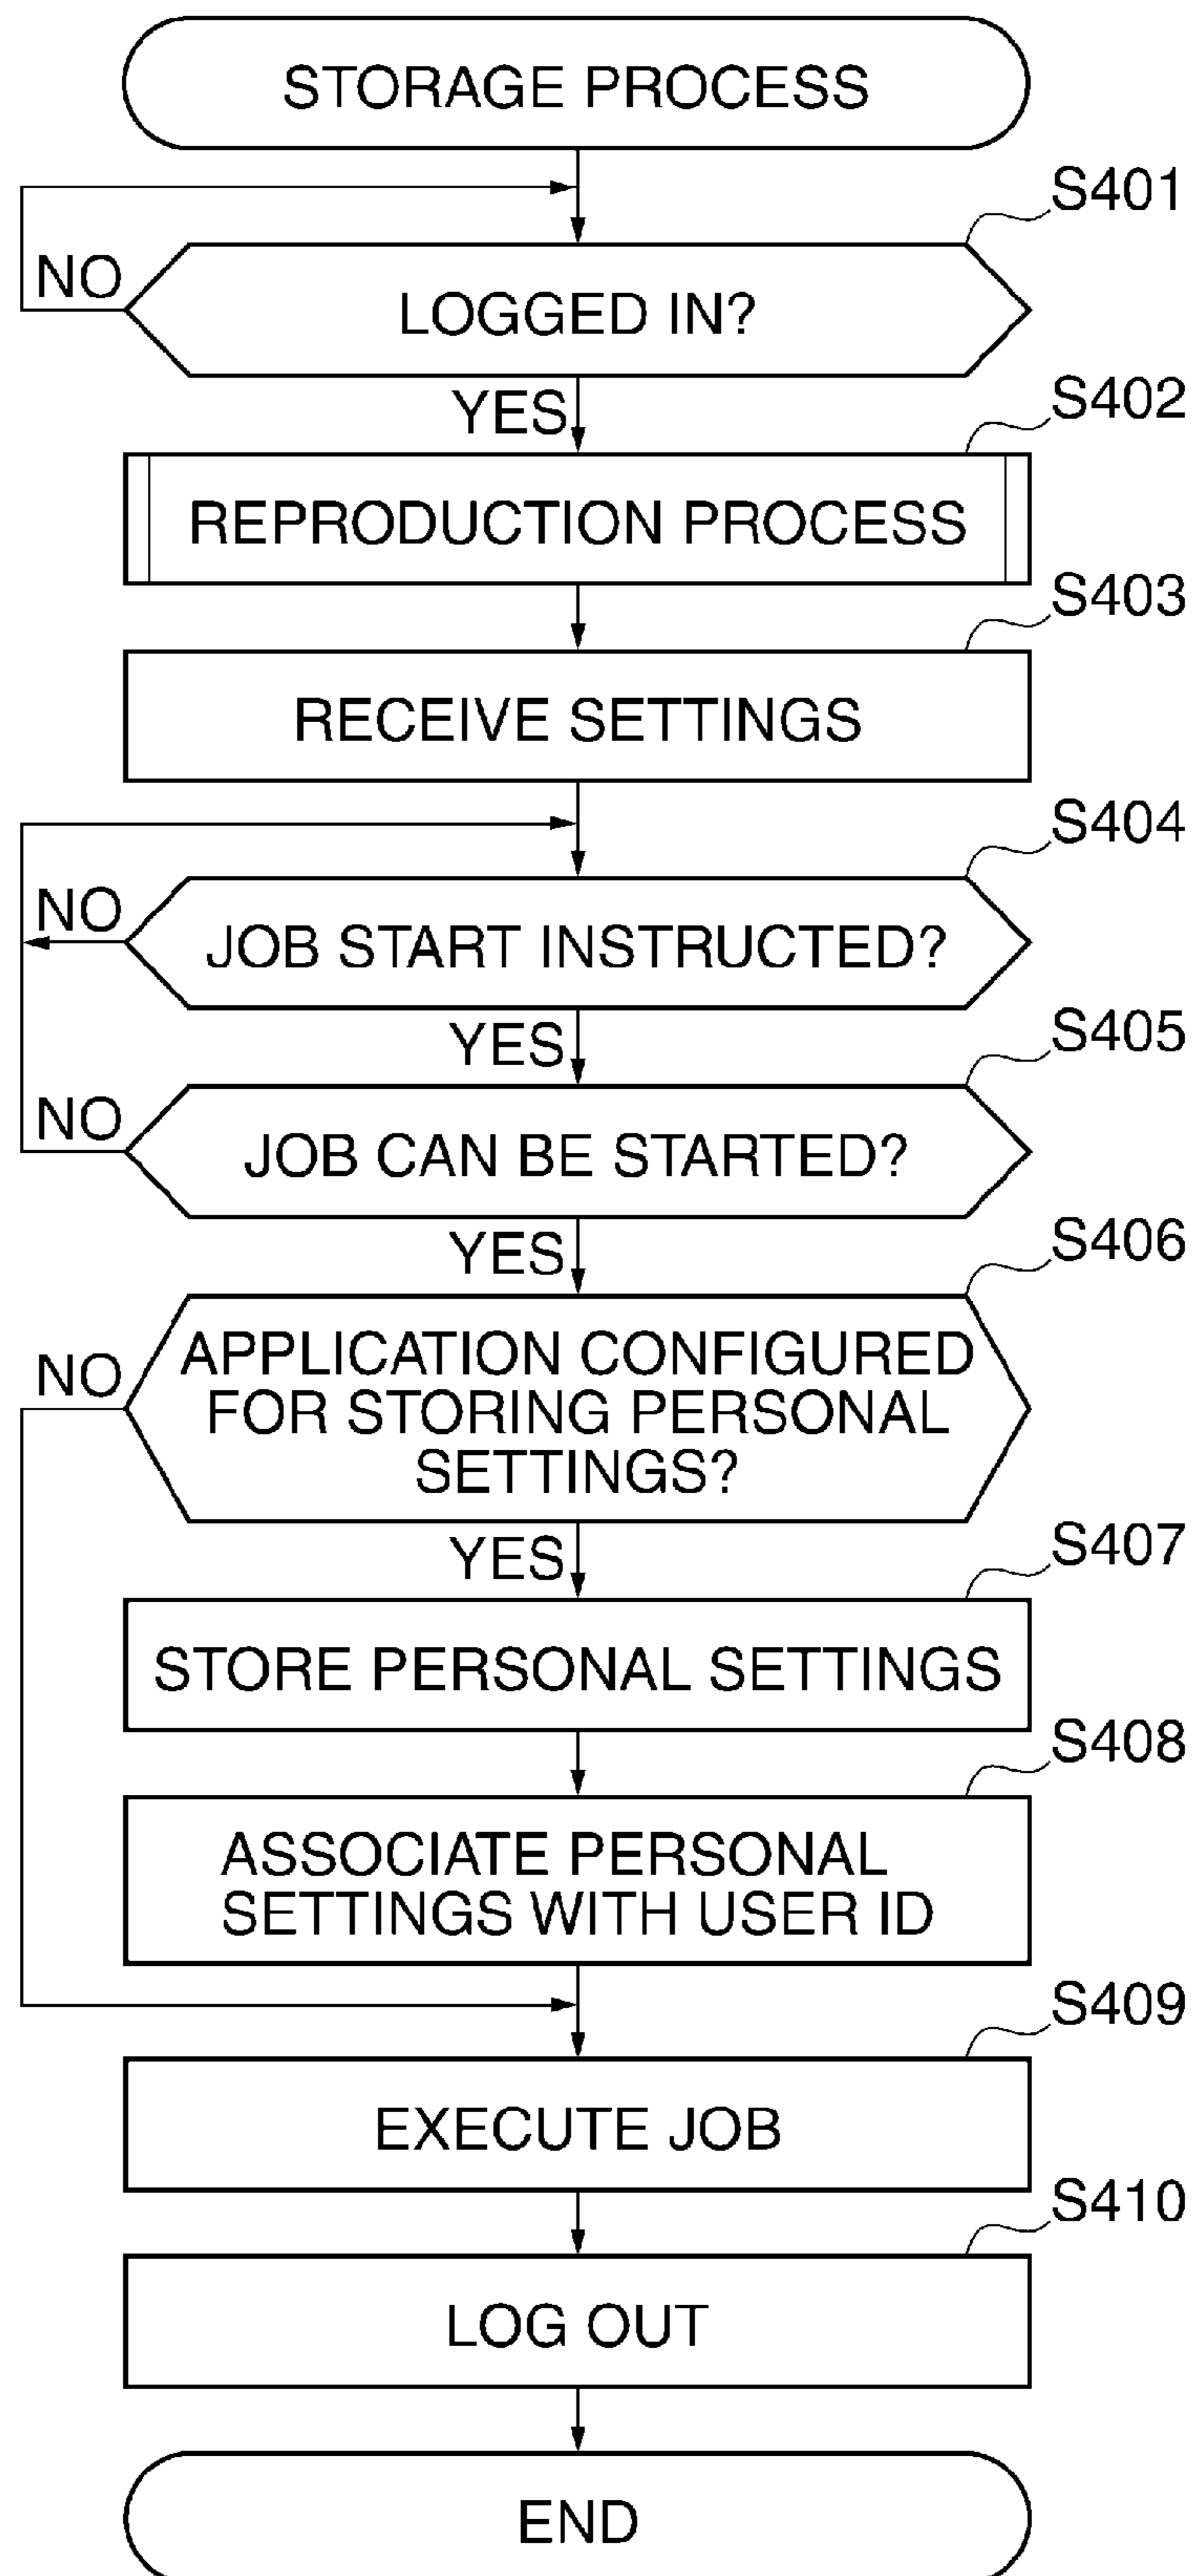 STORAGE PROCESS
S401
NO
LOGGED IN?
YES
S402
REPRODUCTION PROCESS
S403
RECEIVE SETTINGS
S404
NO
JOB START INSTRUCTED?
YES
S405
NO
JOB CAN BE STARTED?
YES
S406
NO
APPLICATION CONFIGURED
FOR STORING PERSONAL
SETTINGS?
YES
S407
STORE PERSONAL SETTINGS
S408
ASSOCIATE PERSONAL
SETTINGS WITH USER ID
S409
EXECUTE JOB
S410
LOG OUT
END